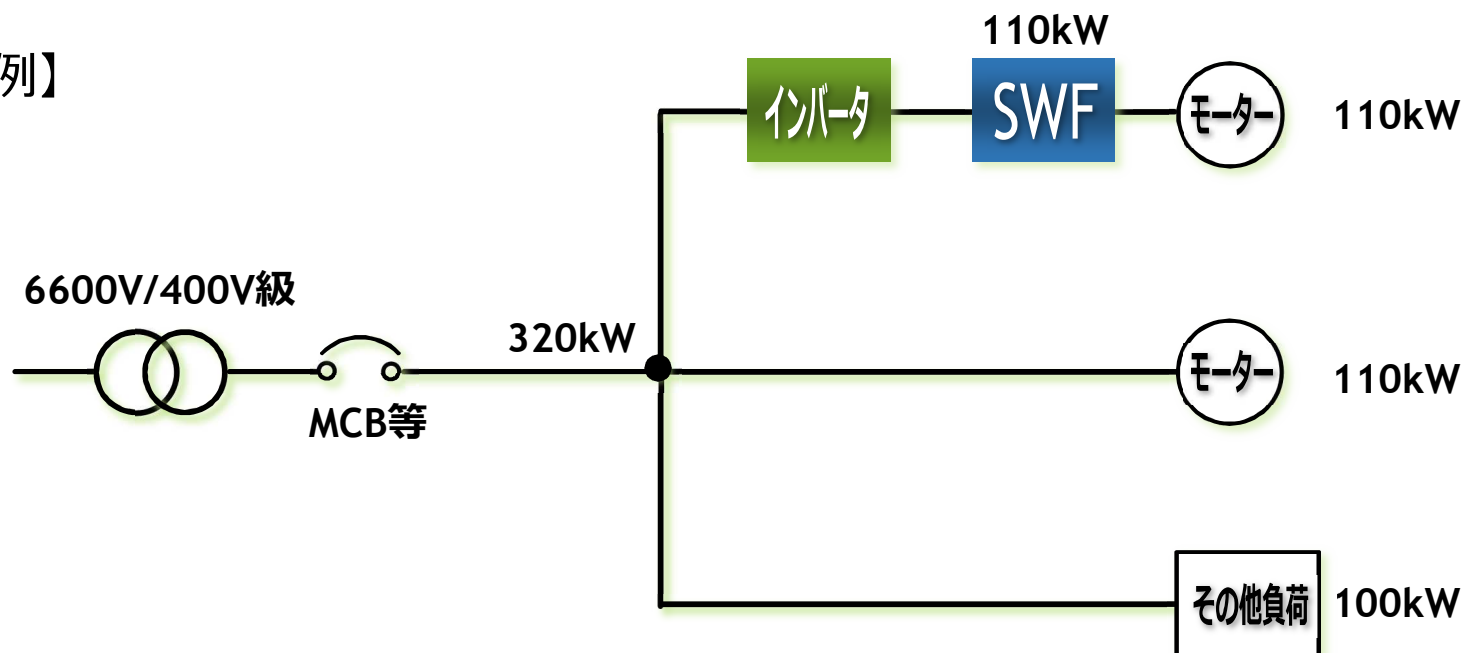 列】
110kW
インバータ
SWF
モーター
110kW
6600V/400V級
MCB等
320kW
モーター
110kW
その他負荷
100kW